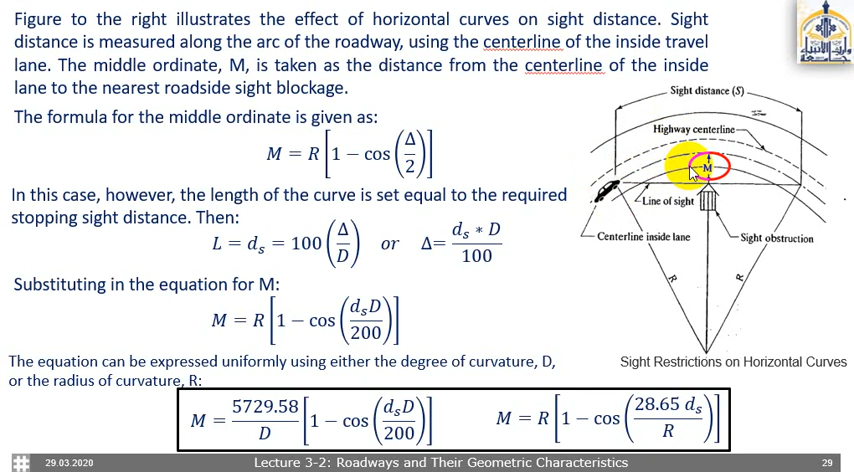 Figure to the right illustrates the effect of horizontal curves on sight distance. Sight
distance is measured along the arc of the roadway, using the centerline of the inside travel
lane. The middle ordinate, M, is taken as the distance from the centerline of the inside
lane to the nearest roadside sight blockage.
The formula for the middle ordinate is given as:
M = R[1 − cos(Δ/2)]
In this case, however, the length of the curve is set equal to the required
stopping sight distance. Then:
L = dₛ = 100(Δ/D) or Δ= dₛ * D / 100
Substituting in the equation for M:
M = R[1 − cos(dₛD/200)]
The equation can be expressed uniformly using either the degree of curvature, D,
or the radius of curvature, R:
M = 5729.58/D [1 − cos(dₛD/200)]
M = R[1 − cos(28.65 dₛ/R)]
Sight distance (S)
Highway centerline
M
Line of sight
Centerline inside lane
Sight obstruction
R
R
Sight Restrictions on Horizontal Curves
# 29.03.2020
Lecture 3-2: Roadways and Their Geometric Characteristics
29